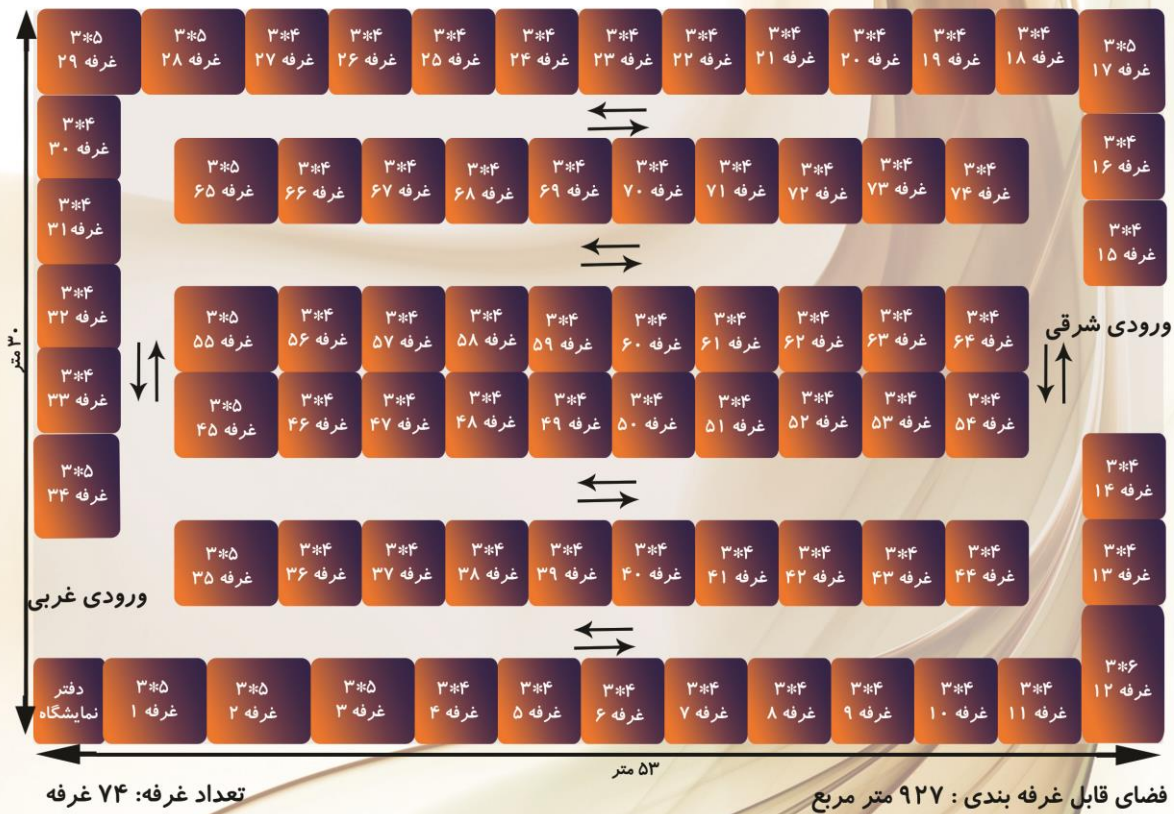 ۳*۵
غرفه ۲۹
۳*۵
غرفه ۲۸
۳*۴
غرفه ۲۷
۳*۴
غرفه ۲۶
۳*۴
غرفه ۲۵
۳*۴
غرفه ۲۴
۳*۴
غرفه ۲۳
۳*۴
غرفه ۲۲
۳*۴
غرفه ۲۱
۳*۴
غرفه ۲۰
۳*۴
غرفه ۱۹
۳*۴
غرفه ۱۸
۳*۵
غرفه ۱۷
۳*۴
غرفه ۳۰
۳*۴
غرفه ۳۱
۳*۴
غرفه ۳۲
۳*۴
غرفه ۳۳
۳*۵
غرفه ۳۴
۳*۴
غرفه ۱۶
۳*۴
غرفه ۱۵
۳*۵
غرفه ۶۵
۳*۴
غرفه ۶۶
۳*۴
غرفه ۶۷
۳*۴
غرفه ۶۸
۳*۴
غرفه ۶۹
۳*۴
غرفه ۷۰
۳*۴
غرفه ۷۱
۳*۴
غرفه ۷۲
۳*۴
غرفه ۷۳
۳*۴
غرفه ۷۴
۳*۵
غرفه ۵۵
۳*۴
غرفه ۵۶
۳*۴
غرفه ۵۷
۳*۴
غرفه ۵۸
۳*۴
غرفه ۵۹
۳*۴
غرفه ۶۰
۳*۴
غرفه ۶۱
۳*۴
غرفه ۶۲
۳*۴
غرفه ۶۳
۳*۴
غرفه ۶۴
ورودی شرقی
۳۰ متر
۳*۵
غرفه ۴۵
۳*۴
غرفه ۴۶
۳*۴
غرفه ۴۷
۳*۴
غرفه ۴۸
۳*۴
غرفه ۴۹
۳*۴
غرفه ۵۰
۳*۴
غرفه ۵۱
۳*۴
غرفه ۵۲
۳*۴
غرفه ۵۳
۳*۴
غرفه ۵۴
۳*۴
غرفه ۱۴
۳*۴
غرفه ۱۳
۳*۵
غرفه ۳۵
۳*۴
غرفه ۳۶
۳*۴
غرفه ۳۷
۳*۴
غرفه ۳۸
۳*۴
غرفه ۳۹
۳*۴
غرفه ۴۰
۳*۴
غرفه ۴۱
۳*۴
غرفه ۴۲
۳*۴
غرفه ۴۳
۳*۴
غرفه ۴۴
ورودی غربی
دفتر
نمایشگاه
۳*۵
غرفه ۱
۳*۵
غرفه ۲
۳*۵
غرفه ۳
۳*۴
غرفه ۴
۳*۴
غرفه ۵
۳*۴
غرفه ۶
۳*۴
غرفه ۷
۳*۴
غرفه ۸
۳*۴
غرفه ۹
۳*۴
غرفه ۱۰
۳*۴
غرفه ۱۱
۳*۶
غرفه ۱۲
۵۳ متر
فضای قابل غرفه بندی : ۹۲۷ متر مربع
تعداد غرفه: ۷۴ غرفه